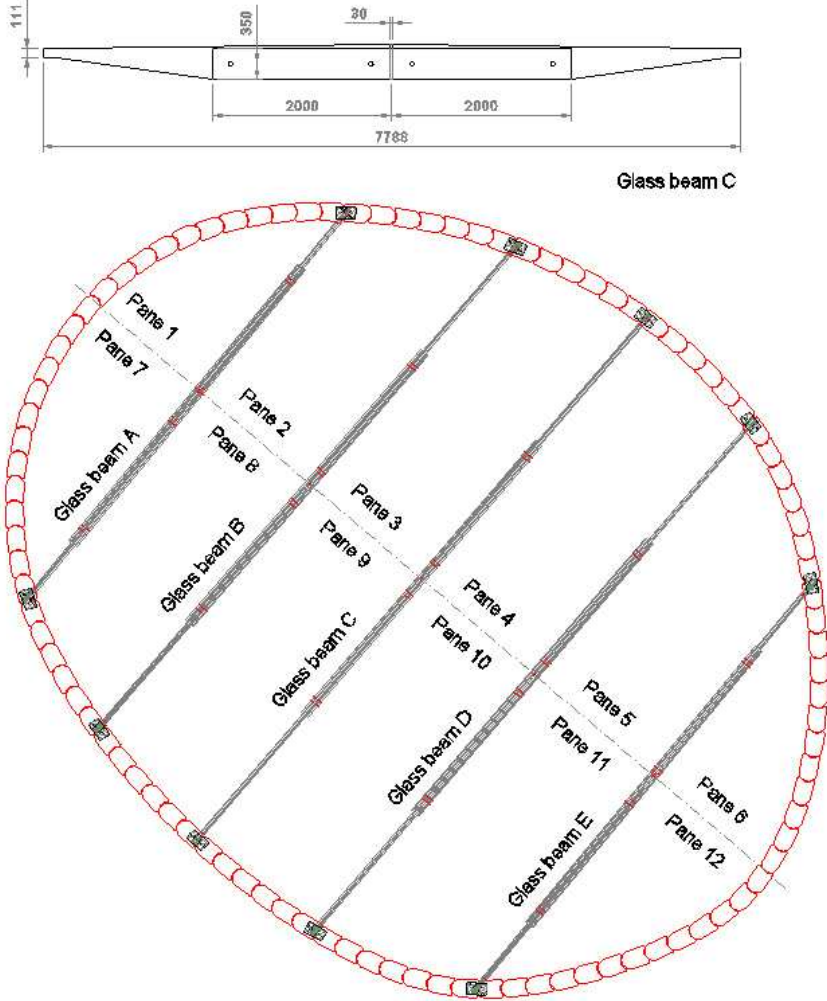 111
350
30
2000
2000
7788
Glass beam C
Pane 1
Pane 7
Pane 2
Pane 8
Glass beam A
Pane 3
Pane 9
Glass beam B
Pane 4
Pane 10
Glass beam C
Pane 5
Pane 11
Glass beam D
Pane 6
Pane 12
Glass beam E